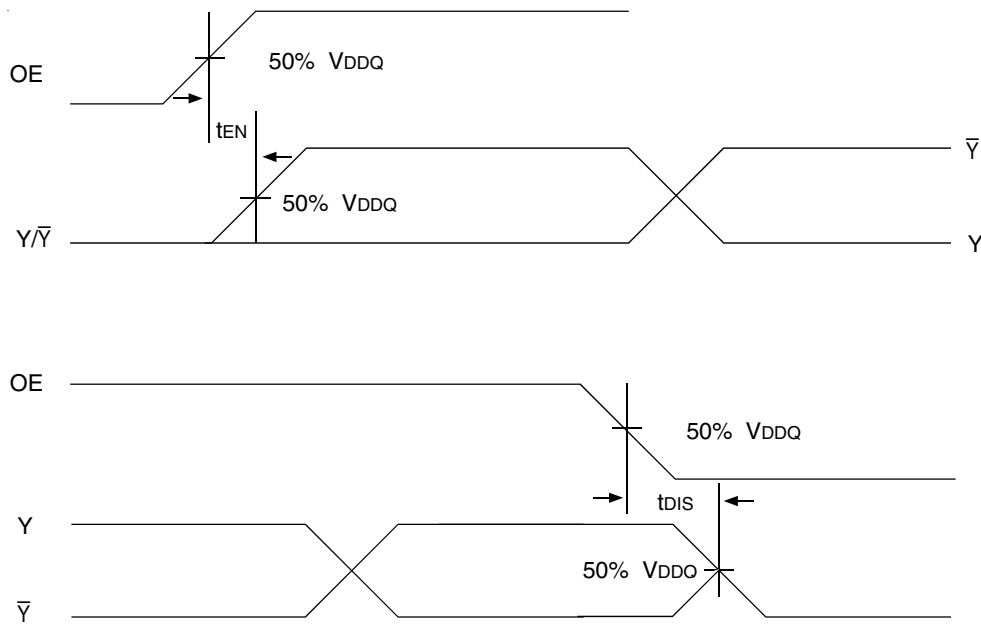 50% VDDQ
OE
tEN
Y̅
50% VDDQ
Y/Y̅
Y
OE
50% VDDQ
tDIS
Y
50% VDDQ
Y̅